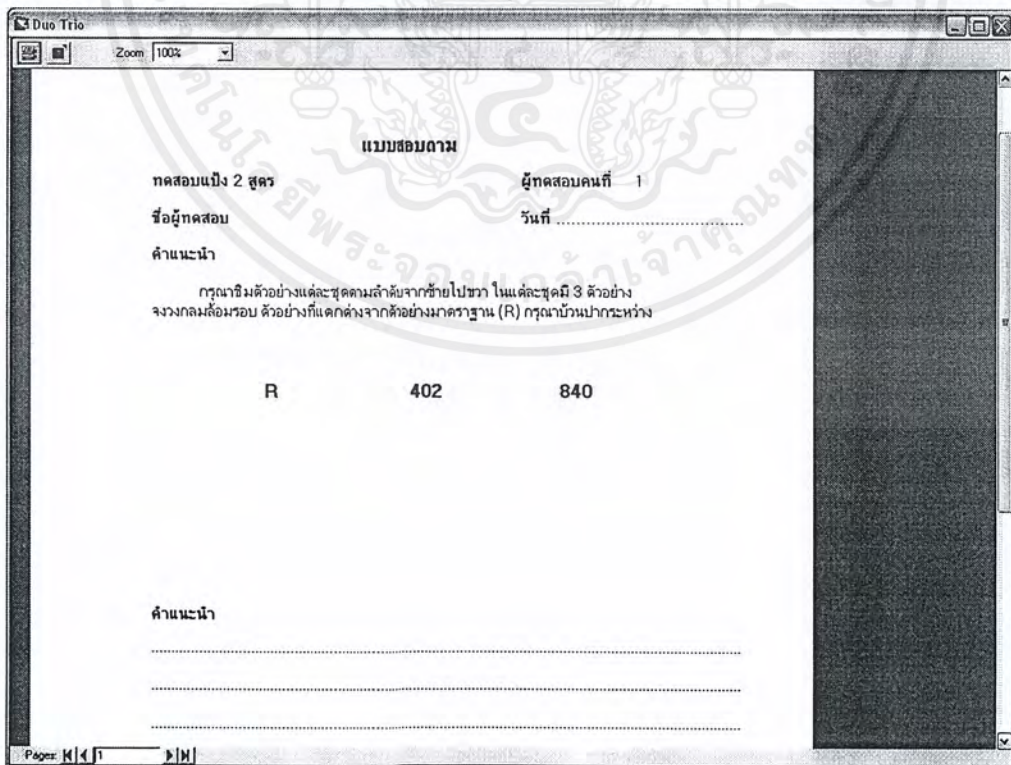 Duo Trio
Zoom 100%
แบบสอบถาม
ทดสอบแป้ง 2 สูตร ผู้ทดสอบคนที่ 1
ชื่อผู้ทดสอบ วันที่ ........................................
คำแนะนำ
กรุณาชิมตัวอย่างแต่ละชุดตามลำดับจากซ้ายไปขวา ในแต่ละชุดมี 3 ตัวอย่าง
จงวงกลมล้อมรอบ ตัวอย่างที่แตกต่างจากตัวอย่างมาตราฐาน (R) กรุณาบ้วนปากระหว่าง
R 402 840
คำแนะนำ
Pages: 1